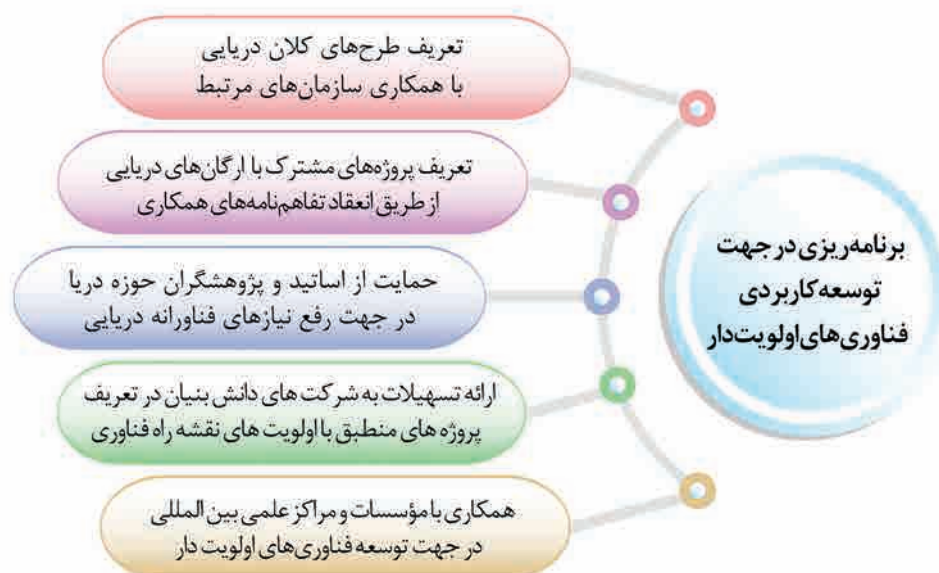 برنامه‌ریزی در جهت
توسعه کاربردی
فناوری‌های اولویت‌دار
تعریف طرح‌های کلان دریایی
با همکاری سازمان‌های مرتبط
تعریف پروژه‌های مشترک با ارگان‌های دریایی
از طریق انعقاد تفاهم‌نامه‌های همکاری
حمایت از اساتید و پژوهشگران حوزه دریا
در جهت رفع نیازهای فناورانه دریایی
ارائه تسهیلات به شرکت های دانش بنیان در تعریف
پروژه های منطبق با اولویت های نقشه راه فناوری
همکاری با مؤسسات و مراکز علمی بین المللی
در جهت توسعه فناوری‌های اولویت دار